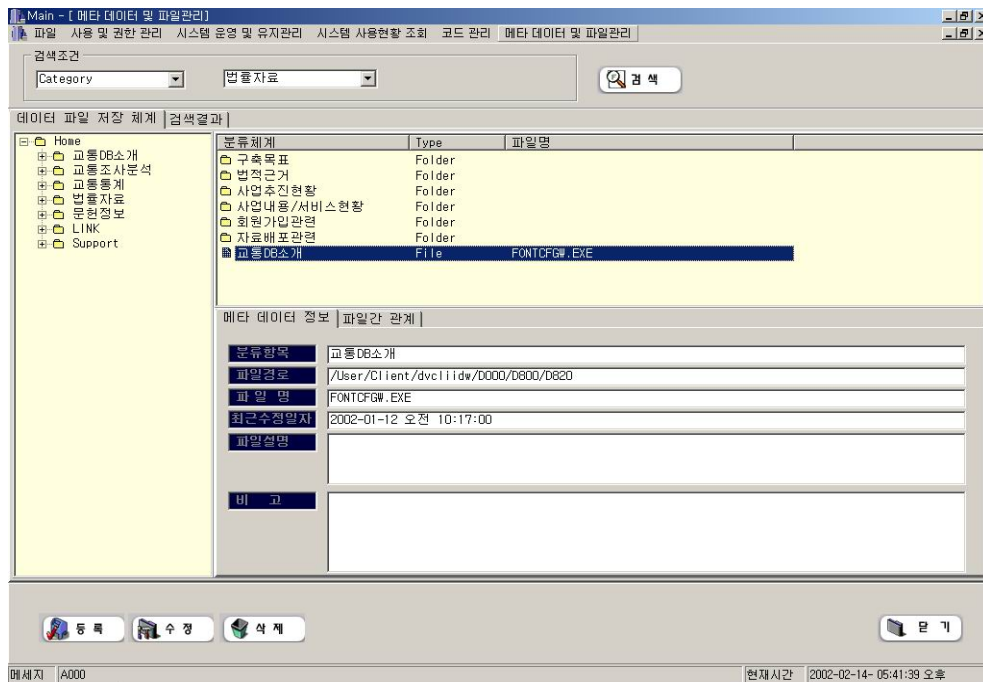 Main - [ 메타 데이터 및 파일관리]
파일 사용 및 권한 관리 시스템 운영 및 유지관리 시스템 사용현황 조회 코드 관리 메타 데이터 및 파일관리
검색조건
Category 법률자료 검 색
데이터 파일 저장 체계 검색결과
Home
교통DB소개
교통조사분석
교통통계
법률자료
문헌정보
LINK
Support
분류체계 Type 파일명
구축목표 Folder
법적근거 Folder
사업추진현황 Folder
사업내용/서비스현황 Folder
회원가입관련 Folder
자료배포관련 Folder
교통DB소개 File FONTCFGW.EXE
메타 데이터 정보 파일간 관계
분류항목 교통DB소개
파일경로 /User/Client/dvcliidw/D000/D800/D820
파 일 명 FONTCFGW.EXE
최근수정일자 2002-01-12 오전 10:17:00
파일설명
비 고
등 록 수 정 삭 제 닫 기
메세지 A000 현재시간 2002-02-14- 05:41:39 오후